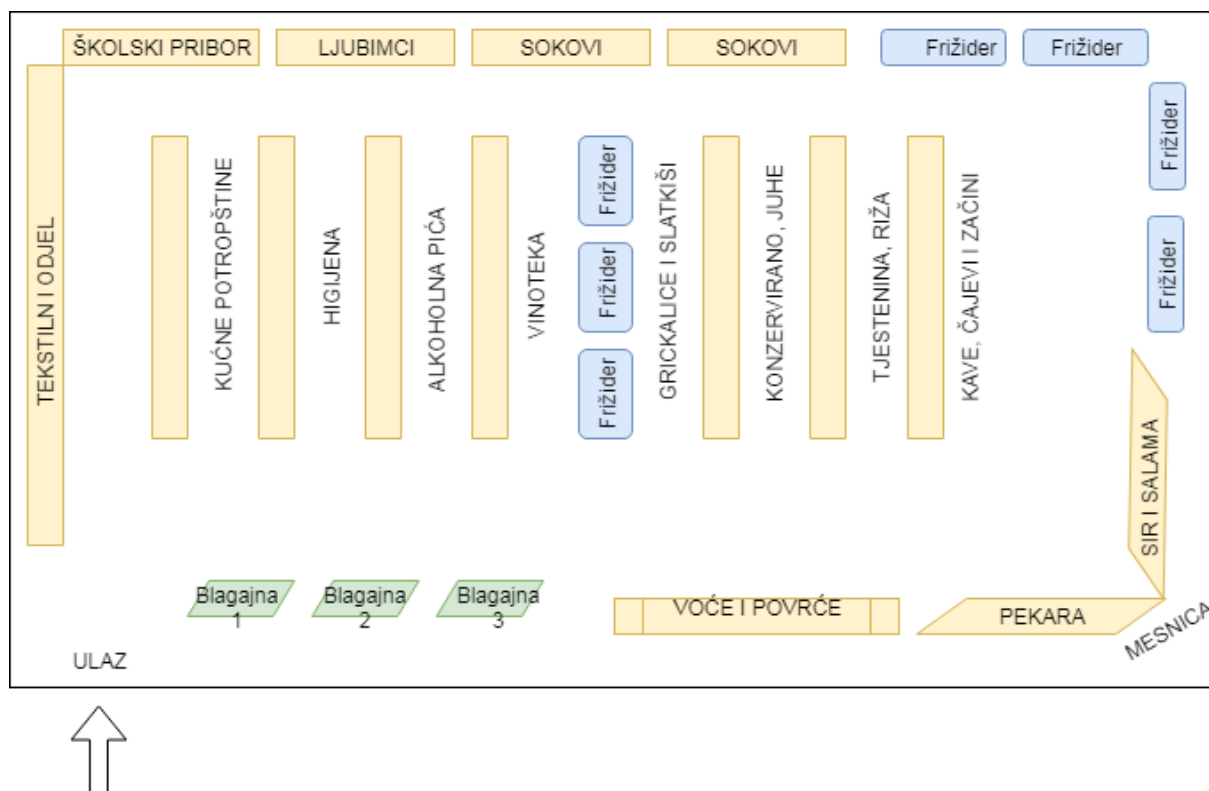 ŠKOLSKI PRIBOR
LJUBIMCI
SOKOVI
SOKOVI
Frižider
Frižider
TEKSTILNI ODJEL
KUĆNE POTROPŠTINE
HIGIJENA
ALKOHOLNA PIĆA
VINOTEKA
Frižider
Frižider
Frižider
GRICKALICE I SLATKIŠI
KONZERVIRANO, JUHE
TJESTENINA, RIŽA
KAVE, ČAJEVI I ZAČINI
Frižider
Frižider
SIR I SALAMA
Blagajna
1
Blagajna
2
Blagajna
3
VOĆE I POVRĆE
PEKARA
MESNICA
ULAZ